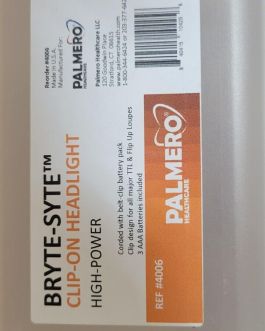 Reorder #4006
Made in U.S.A.
Manufactured For:
PALMERO
HEALTHCARE
Palmero Healthcare LLC
120 Goodwin Place
Stratford, CT 06615
www.palmerohealth.com
BRYTE-SYTE™
CLIP-ON HEADLIGHT
HIGH-POWER
Corded with belt-clip battery pack
Clip design for all major TTL & Flip Up Loupes
3 AAA Batteries included
PALMERO
HEALTHCARE
REF #4006